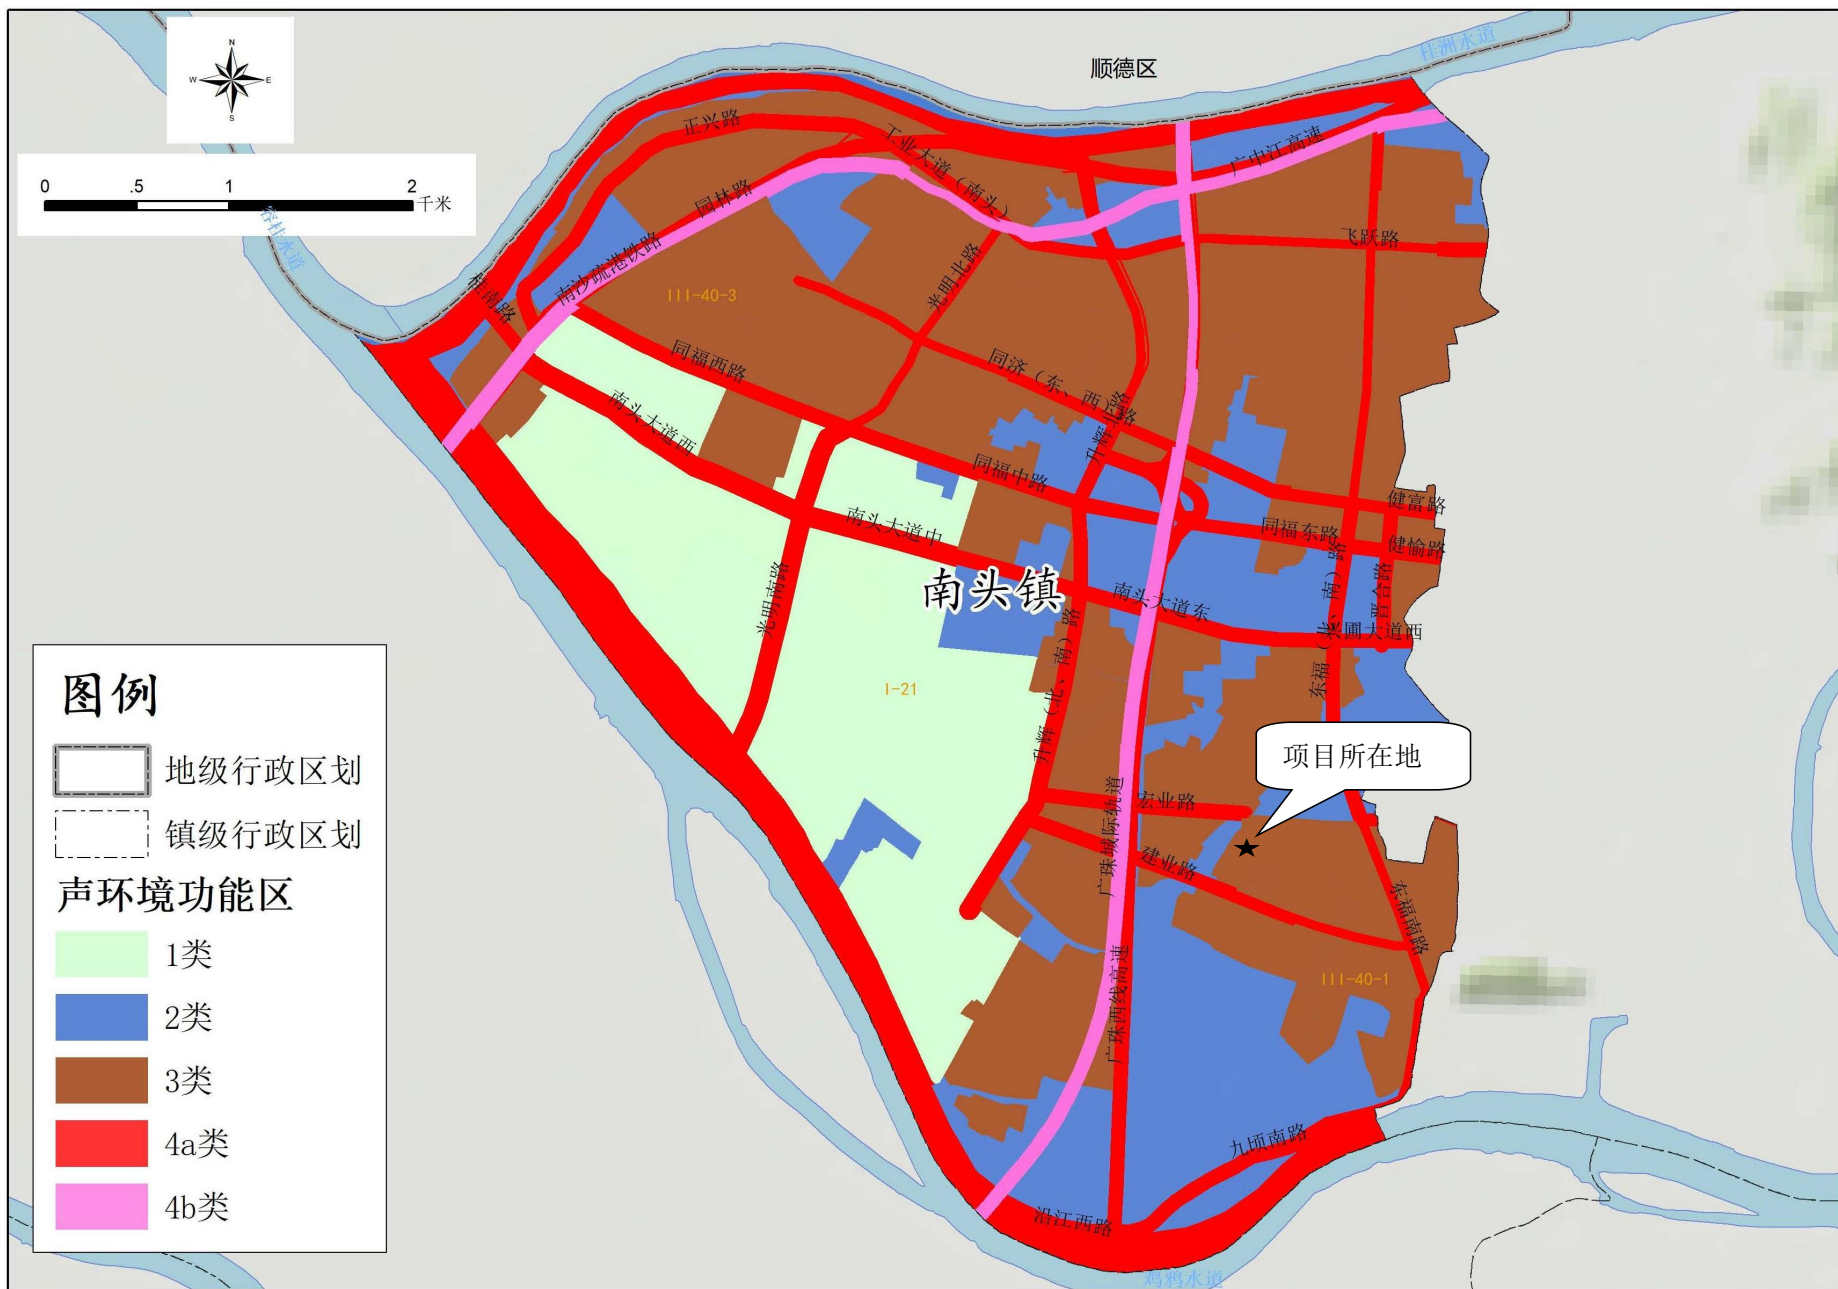 顺德区
桂洲水道
N
W
E
S
0
.5
1
2
千米
容桂水道
正兴路
工业大道（南头）
广中江高速
园林路
飞跃路
南沙疏港铁路
桂南路
光明北路
III-40-3
同福西路
同济（东、西）路
南头大道西
升辉北路
同福中路
健富路
南头大道中
同福东路
健愉路
光明南路
南头镇
南头大道东
晋合路
东福（北、南）路
圃大道西
I-21
升辉（北、南）路
项目所在地
广珠城际轨道
宏业路
建业路
东福南路
广珠西线高速
III-40-1
九顷南路
沿江西路
鸡鸦水道
图例
地级行政区划
镇级行政区划
声环境功能区
1类
2类
3类
4a类
4b类